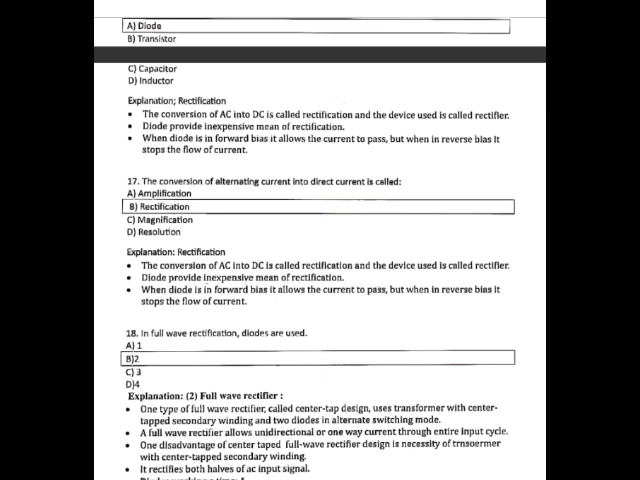 A) Diode
B) Transistor
C) Capacitor
D) Inductor
Explanation; Rectification
• The conversion of AC into DC is called rectification and the device used is called rectifier.
• Diode provide inexpensive mean of rectification.
• When diode is in forward bias it allows the current to pass, but when in reverse bias it
stops the flow of current.
17. The conversion of alternating current into direct current is called:
A) Amplification
B) Rectification
C) Magnification
D) Resolution
Explanation: Rectification
• The conversion of AC into DC is called rectification and the device used is called rectifier.
• Diode provide inexpensive mean of rectification.
• When diode is in forward bias it allows the current to pass, but when in reverse bias it
stops the flow of current.
18. In full wave rectification, diodes are used.
A) 1
B)2
C) 3
D)4
Explanation: (2) Full wave rectifier :
• One type of full wave rectifier, called center-tap design, uses transformer with center-
tapped secondary winding and two diodes in alternate switching mode.
• A full wave rectifier allows unidirectional or one way current through entire input cycle.
• One disadvantage of center taped full-wave rectifier design is necessity of trnsoermer
with center-tapped secondary winding.
• It rectifies both halves of ac input signal.